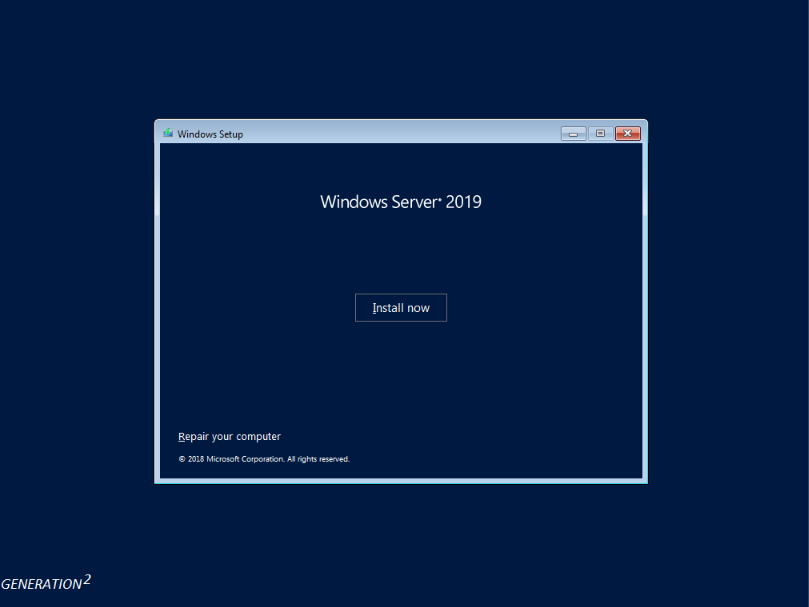 Windows Setup
Windows Server® 2019
Install now
Repair your computer
© 2018 Microsoft Corporation. All rights reserved.
GENERATION2